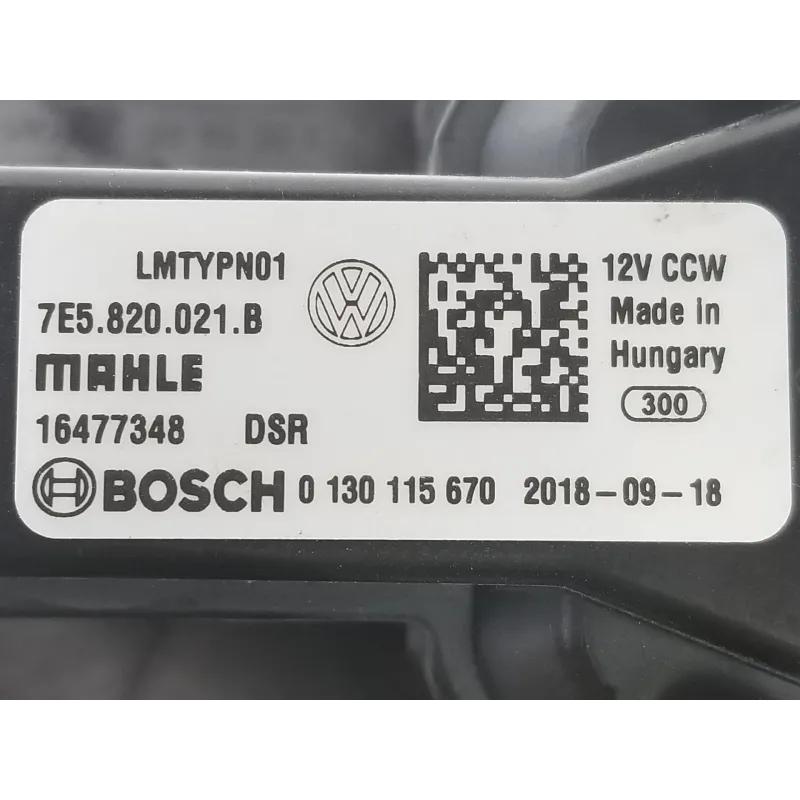 LMTYPN01
7E5.820.021.B
MAHLE
16477348 DSR
BOSCH 0 130 115 670 2018-09-18
12V CCW
Made in
Hungary
300